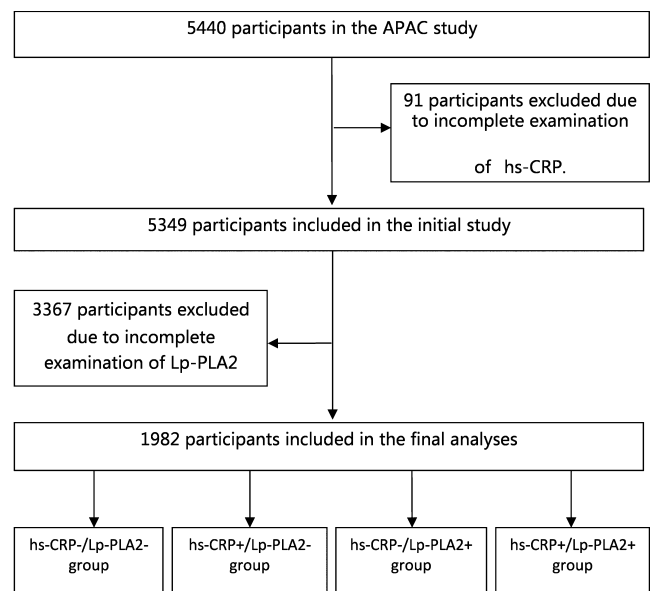 5440 participants in the APAC study
91 participants excluded due
to incomplete examination
of hs-CRP.
5349 participants included in the initial study
3367 participants excluded
due to incomplete
examination of Lp-PLA2
1982 participants included in the final analyses
hs-CRP-/Lp-PLA2-
group
hs-CRP+/Lp-PLA2-
group
hs-CRP-/Lp-PLA2+
group
hs-CRP+/Lp-PLA2+
group